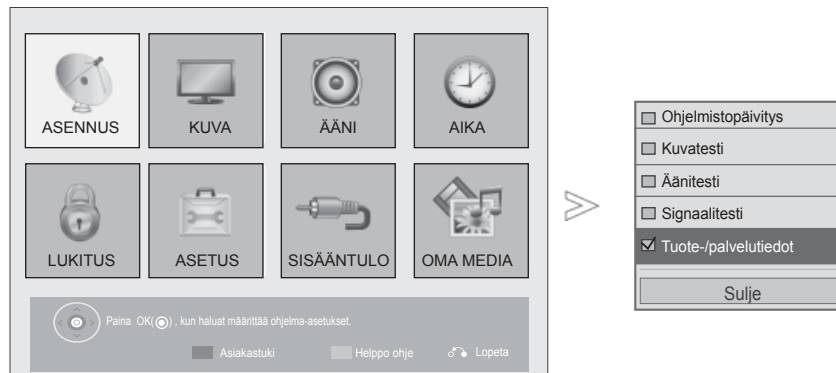 ASENNUS
KUVA
ÄÄNI
AIKA
LUKITUS
ASETUS
SISÄÄNTULO
OMA MEDIA
Paina OK( ) , kun haluat määrittää ohjelma-asetukset.
Asiakastuki
Helppo ohje
Lopeta
Ohjelmistopäivitys
Kuvatesti
Äänitesti
Signaalitesti
Tuote-/palvelutiedot
Sulje